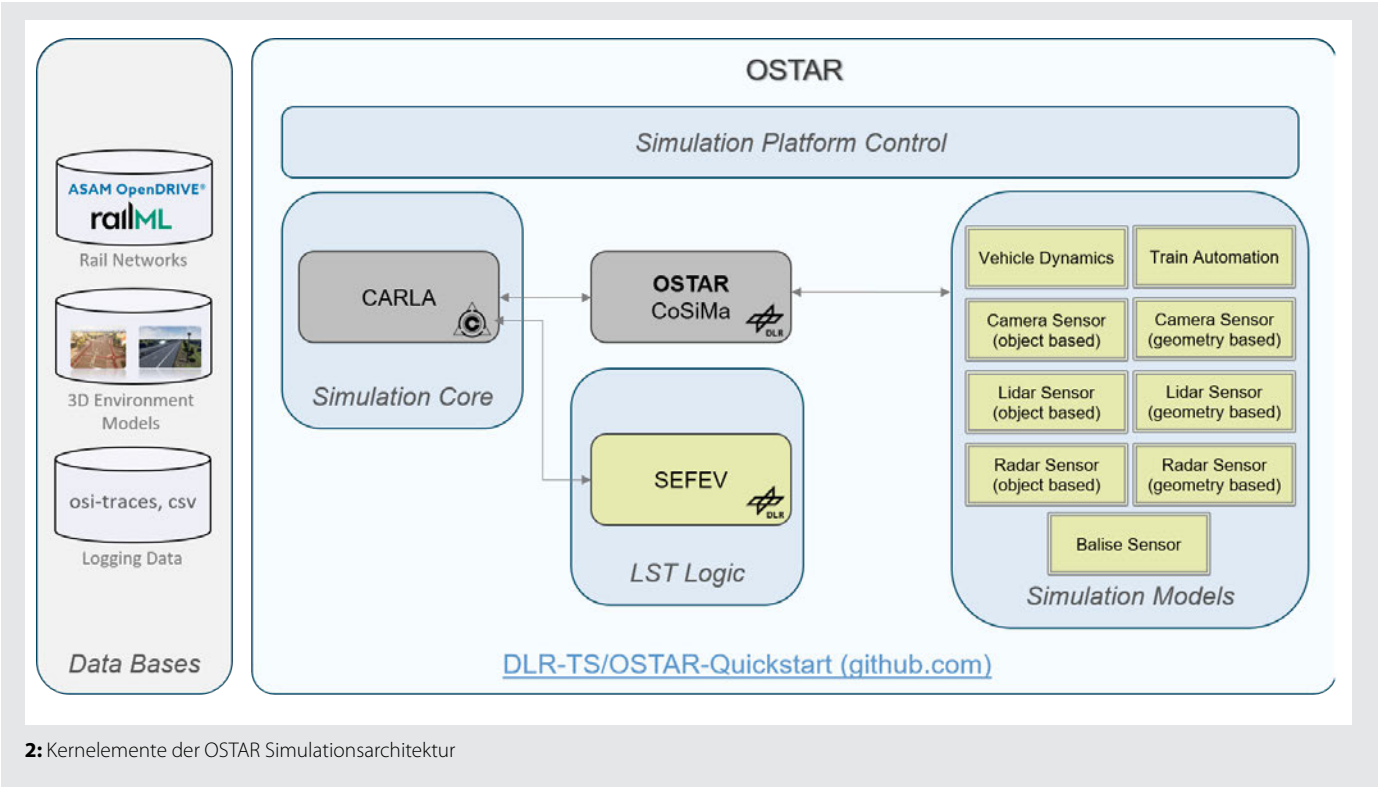 OSTAR
Simulation Platform Control
ASAM OpenDRIVE®
railML
Rail Networks
3D Environment
Models
osi-traces, csv
Logging Data
Data Bases
CARLA
C
Simulation Core
OSTAR
CoSiMa
DLR
SEFEV
DLR
LST Logic
Vehicle Dynamics
Train Automation
Camera Sensor
(object based)
Camera Sensor
(geometry based)
Lidar Sensor
(object based)
Lidar Sensor
(geometry based)
Radar Sensor
(object based)
Radar Sensor
(geometry based)
Balise Sensor
Simulation Models
DLR-TS/OSTAR-Quickstart (github.com)
2: Kernelemente der OSTAR Simulationsarchitektur